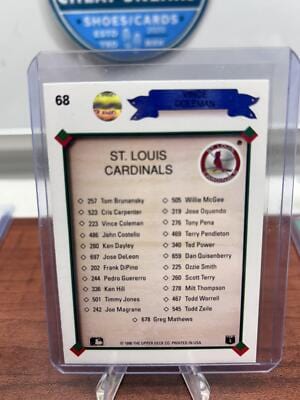 SHOES/CARDS
68
VINCE
COLEMAN
ST. LOUIS
CARDINALS
257 Tom Brunansky
523 Cris Carpenter
223 Vince Coleman
486 John Costello
280 Ken Dayley
697 Jose DeLeon
202 Frank DiPino
244 Pedro Guerrero
336 Ken Hill
501 Timmy Jones
242 Joe Magrane
505 Willie McGee
319 Jose Oquendo
276 Tony Pena
469 Terry Pendleton
340 Ted Power
659 Dan Quisenberry
225 Ozzie Smith
260 Scott Terry
278 Milt Thompson
467 Todd Worrell
545 Todd Zeile
678 Greg Mathews
© 1990 THE UPPER DECK CO. PRINTED IN USA